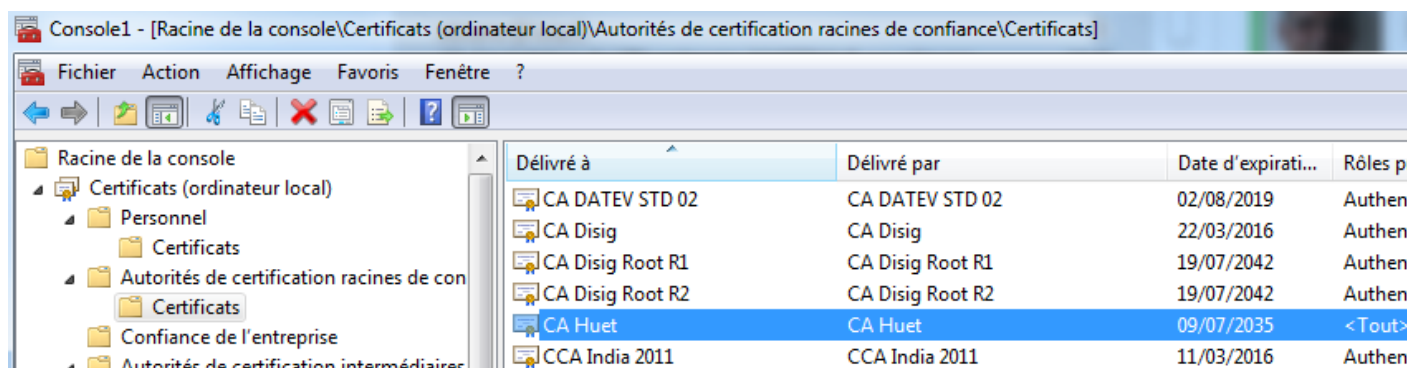 Console1 - [Racine de la console\Certificats (ordinateur local)\Autorités de certification racines de confiance\Certificats]
Fichier Action Affichage Favoris Fenêtre ?
Racine de la console
Certificats (ordinateur local)
Personnel
Certificats
Autorités de certification racines de con
Certificats
Confiance de l'entreprise
Autorités de certification intermédiaires
Délivré à Délivré par Date d'expirati... Rôles p
CA DATEV STD 02 CA DATEV STD 02 02/08/2019 Authen
CA Disig CA Disig 22/03/2016 Authen
CA Disig Root R1 CA Disig Root R1 19/07/2042 Authen
CA Disig Root R2 CA Disig Root R2 19/07/2042 Authen
CA Huet CA Huet 09/07/2035 <Tout>
CCA India 2011 CCA India 2011 11/03/2016 Authen